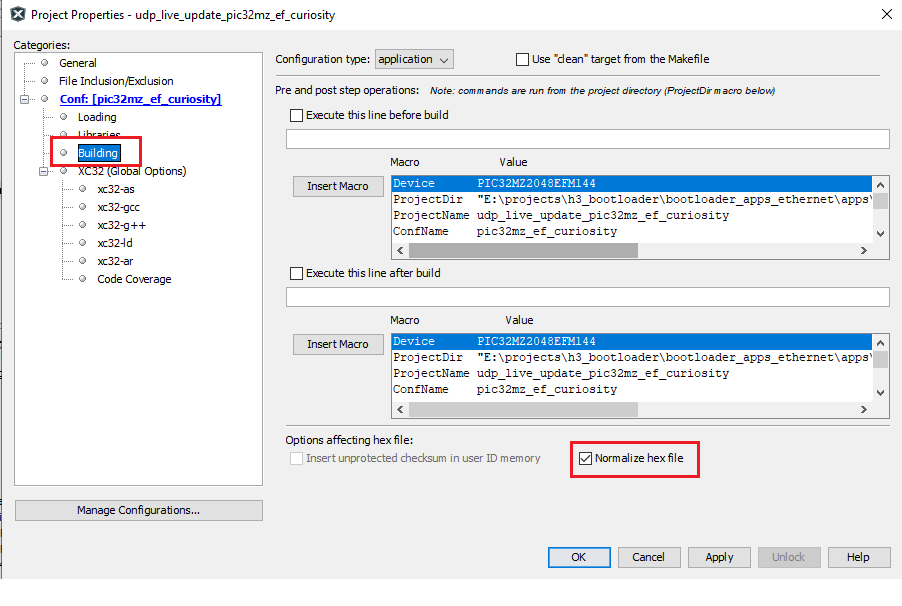 Project Properties - udp_live_update_pic32mz_ef_curiosity
Categories:
General
File Inclusion/Exclusion
Conf: [pic32mz_ef_curiosity]
Loading
Libraries
Building
XC32 (Global Options)
xc32-as
xc32-gcc
xc32-g++
xc32-ld
xc32-ar
Code Coverage
Manage Configurations...
Configuration type: application
Use "clean" target from the Makefile
Pre and post step operations: Note: commands are run from the project directory (ProjectDir macro below)
Execute this line before build
Macro Value
Insert Macro
Device PIC32MZ2048EFM144
ProjectDir "E:\projects\h3_bootloader\bootloader_apps_ethernet\apps\
ProjectName udp_live_update_pic32mz_ef_curiosity
ConfName pic32mz_ef_curiosity
Execute this line after build
Macro Value
Insert Macro
Device PIC32MZ2048EFM144
ProjectDir "E:\projects\h3_bootloader\bootloader_apps_ethernet\apps\
ProjectName udp_live_update_pic32mz_ef_curiosity
ConfName pic32mz_ef_curiosity
Options affecting hex file:
Insert unprotected checksum in user ID memory
Normalize hex file
OK Cancel Apply Unlock Help